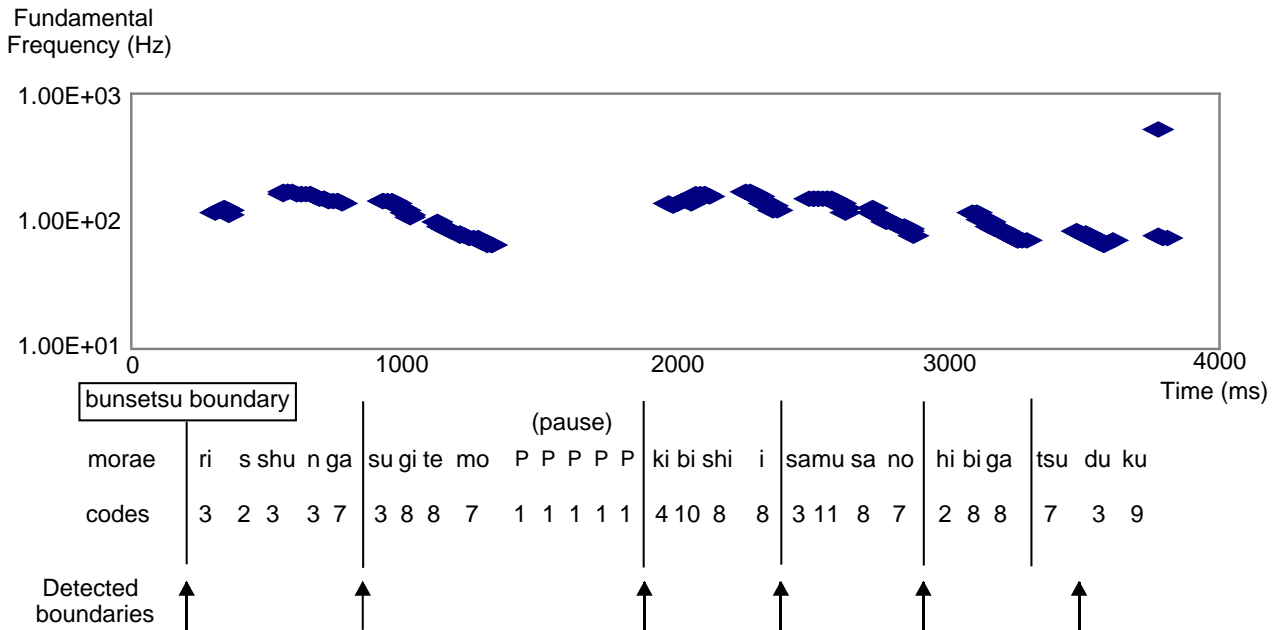 Fundamental
Frequency (Hz)
1.00E+03
1.00E+02
1.00E+01
0 1000 2000 3000 4000
Time (ms)
bunsetsu boundary
(pause)
morae ri s shu n ga su gi te mo P P P P P ki bi shi i sa mu sa no hi bi ga tsu du ku
codes 3 2 3 3 7 3 8 8 7 1 1 1 1 1 4 10 8 8 3 11 8 7 2 8 8 7 3 9
Detected
boundaries